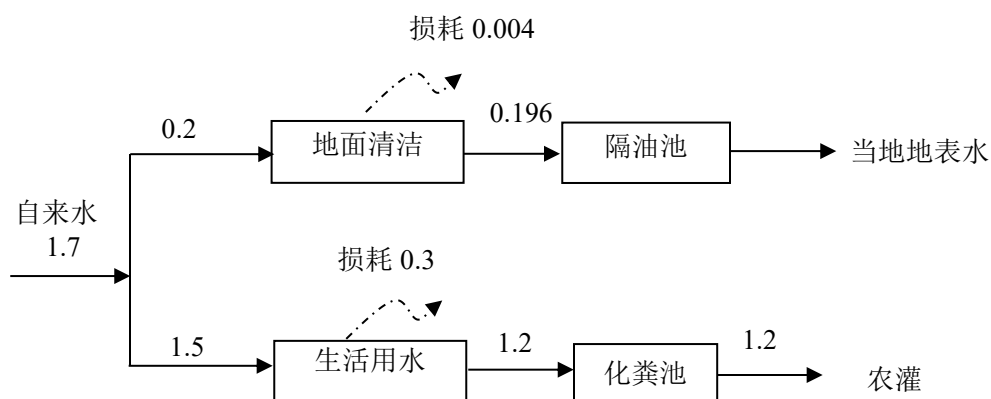 损耗 0.004
0.2
地面清洁
0.196
隔油池
当地地表水
自来水
1.7
损耗 0.3
1.5
生活用水
1.2
化粪池
1.2
农灌